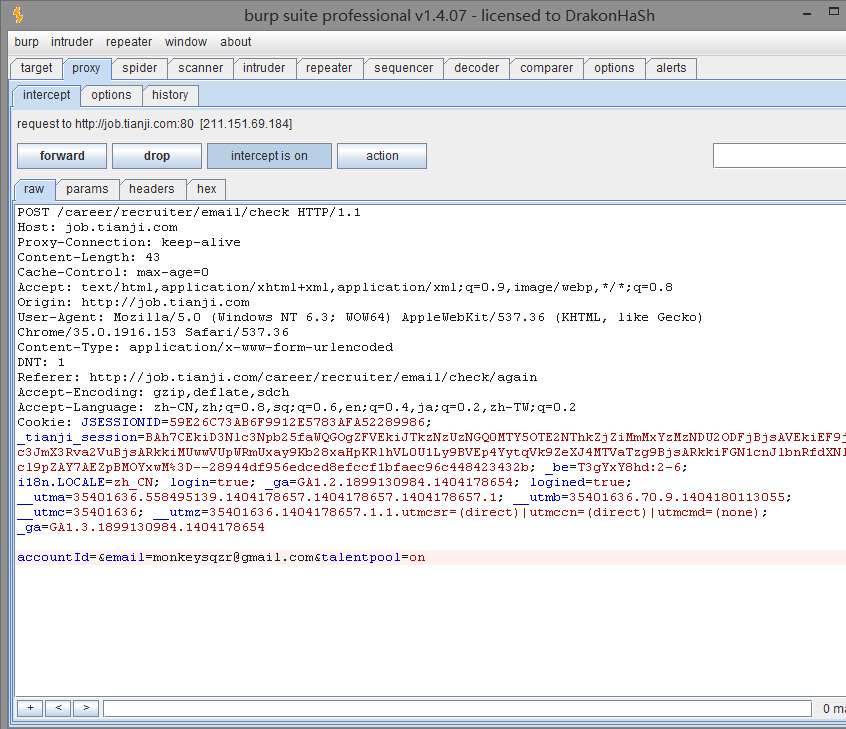 burp suite professional v1.4.07 - licensed to DrakonHaSh
burp intruder repeater window about
target proxy spider scanner intruder repeater sequencer decoder comparer options alerts
intercept options history
request to http://job.tianji.com:80 [211.151.69.184]
forward drop intercept is on action
raw params headers hex
POST /career/recruiter/email/check HTTP/1.1
Host: job.tianji.com
Proxy-Connection: keep-alive
Content-Length: 43
Cache-Control: max-age=0
Accept: text/html,application/xhtml+xml,application/xml;q=0.9,image/webp,*/*;q=0.8
Origin: http://job.tianji.com
User-Agent: Mozilla/5.0 (Windows NT 6.3; WOW64) AppleWebKit/537.36 (KHTML, like Gecko)
Chrome/35.0.1916.153 Safari/537.36
Content-Type: application/x-www-form-urlencoded
DNT: 1
Referer: http://job.tianji.com/career/recruiter/email/check/again
Accept-Encoding: gzip,deflate,sdch
Accept-Language: zh-CN,zh;q=0.8,sq;q=0.6,en;q=0.4,ja;q=0.2,zh-TW;q=0.2
Cookie: JSESSIONID=59E26C73AB6F9912E5783AFA52289986;
_tianji_session=BAh7CEkiD3Nlc3Npb25faWQGOgZFVEkiJTkzNzUzNGQ0MTY5OTE2NThkZjZiMmMxYzMzNDU2ODFjBjsAVEkiEF9j
c3JmX3Rva2VuBjsARkkiMUwwVUpWRmUxay9Kb28xaHpKRlhVL0U1Ly9BVEp4YytqVk9ZeXJ4MTVaTzg9BjsARkkiFGN1cnJlbnRfdXNl
cl9pZAY7AEZpBMOYxwM%3D--28944df956edced8efccf1bfaec96c448423432b; _be=T3gYxY8hd:2-6;
i18n.LOCALE=zh_CN; login=true; _ga=GA1.2.1899130984.1404178654; logined=true;
__utma=35401636.558495139.1404178657.1404178657.1404178657.1; __utmb=35401636.70.9.1404180113055;
__utmc=35401636; __utmz=35401636.1404178657.1.1.utmcsr=(direct)|utmccn=(direct)|utmcmd=(none);
_ga=GA1.3.1899130984.1404178654
accountId=&email=monkeysqzr@gmail.com&talentpool=on
+ < >
0 ma